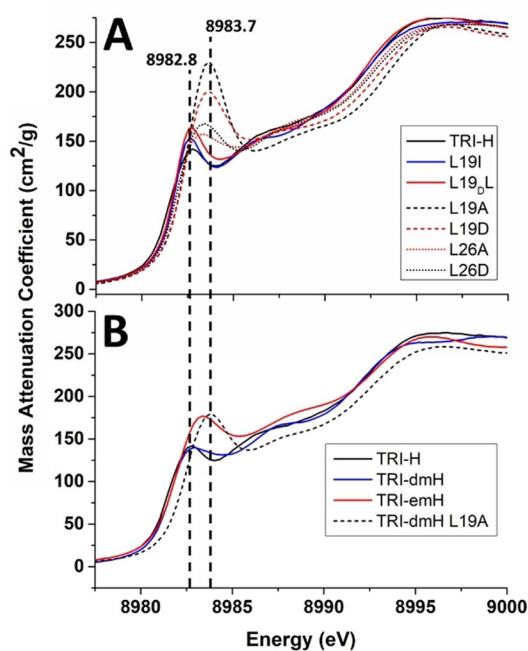 A
8982.8
8983.7
250
200
150
100
50
0
TRI-H
L19I
L19DL
L19A
L19D
L26A
L26D
Mass Attenuation Coefficient (cm2/g)
B
300
250
200
150
100
50
0
TRI-H
TRI-dmH
TRI-emH
TRI-dmH L19A
8980 8985 8990 8995 9000
Energy (eV)